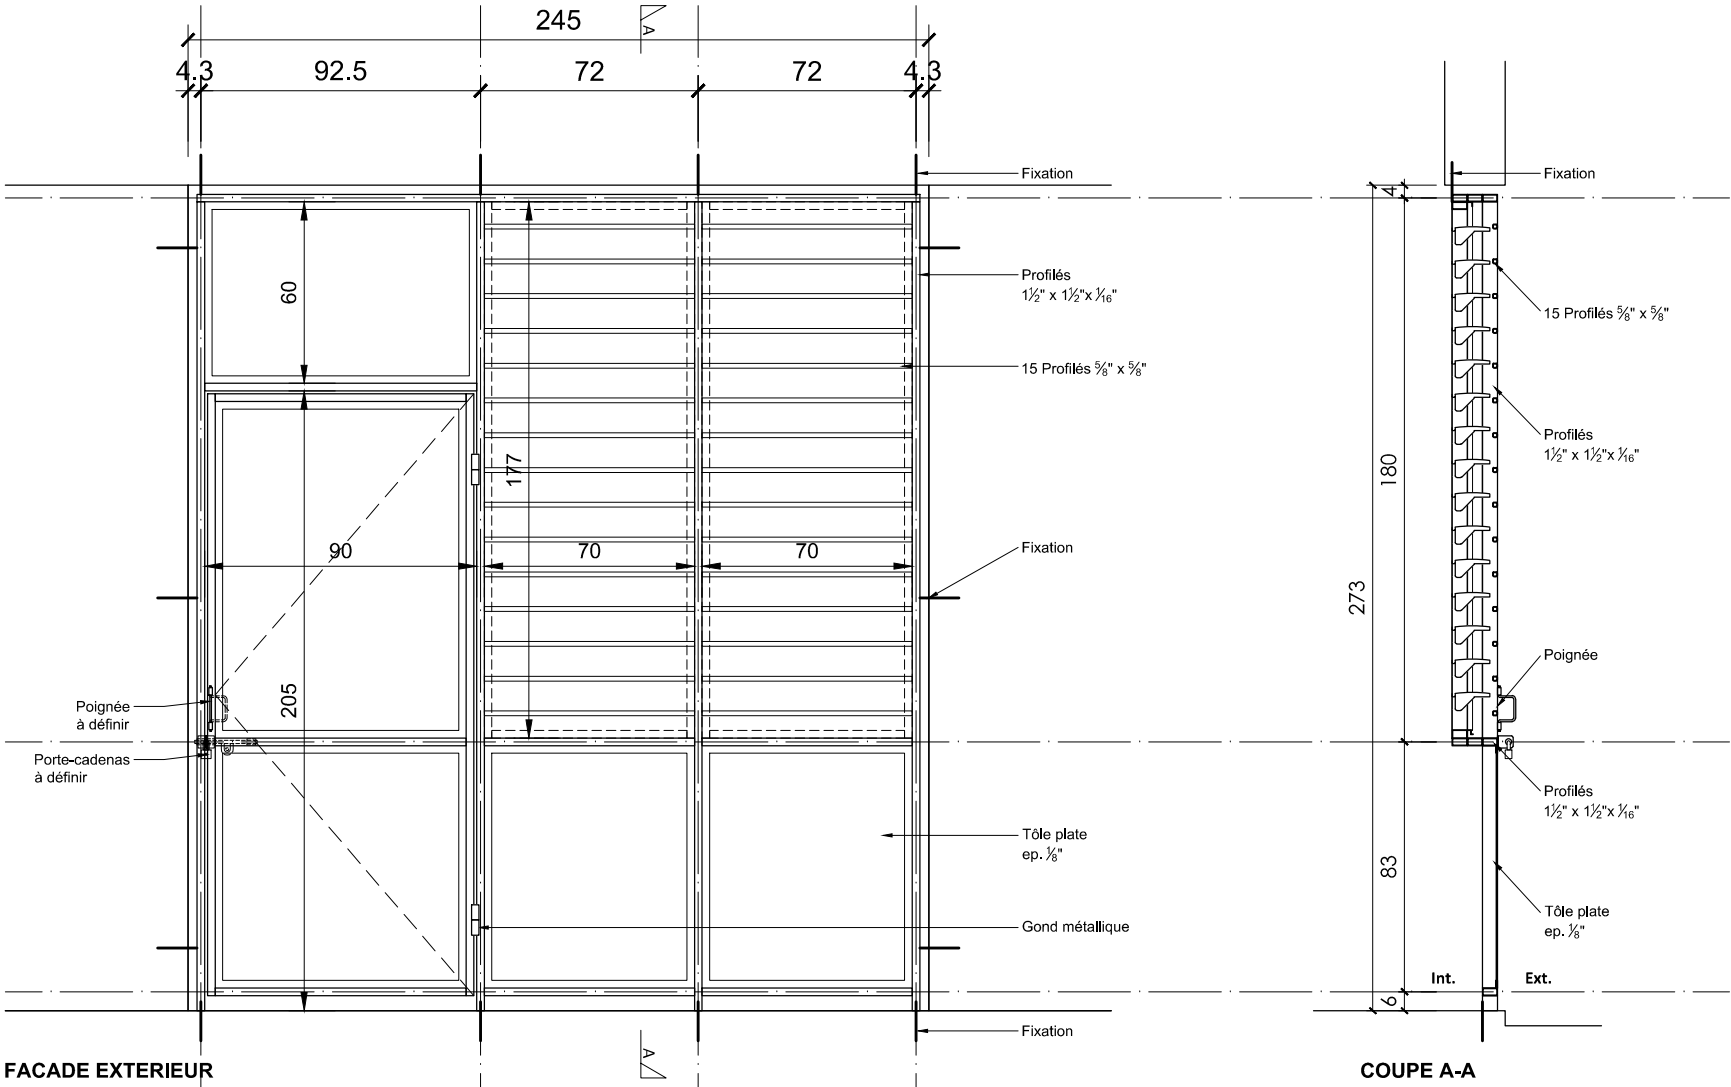 245
A
4.3
92.5
72
72
4.3
Fixation
60
Profilés
1½" x 1½"x 1⁄16"
15 Profilés 5⁄8" x 5⁄8"
177
90
70
70
Fixation
205
Poignée
à définir
Porte-cadenas
à définir
Tôle plate
ep. 1⁄8"
Gond métallique
Fixation
A
FACADE EXTERIEUR
Fixation
4
15 Profilés 5⁄8" x 5⁄8"
Profilés
1½" x 1½"x 1⁄16"
180
273
Poignée
Profilés
1½" x 1½"x 1⁄16"
83
Tôle plate
ep. 1⁄8"
Int.
Ext.
6
COUPE A-A